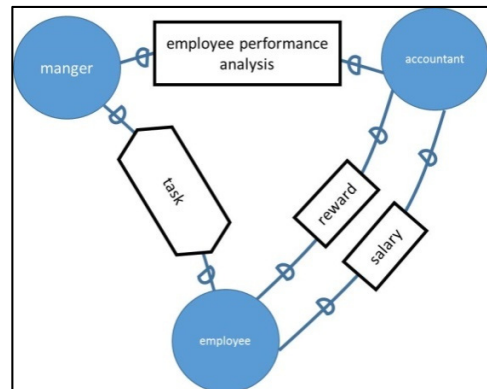 manger
employee performance
analysis
accountant
task
reward
salary
employee